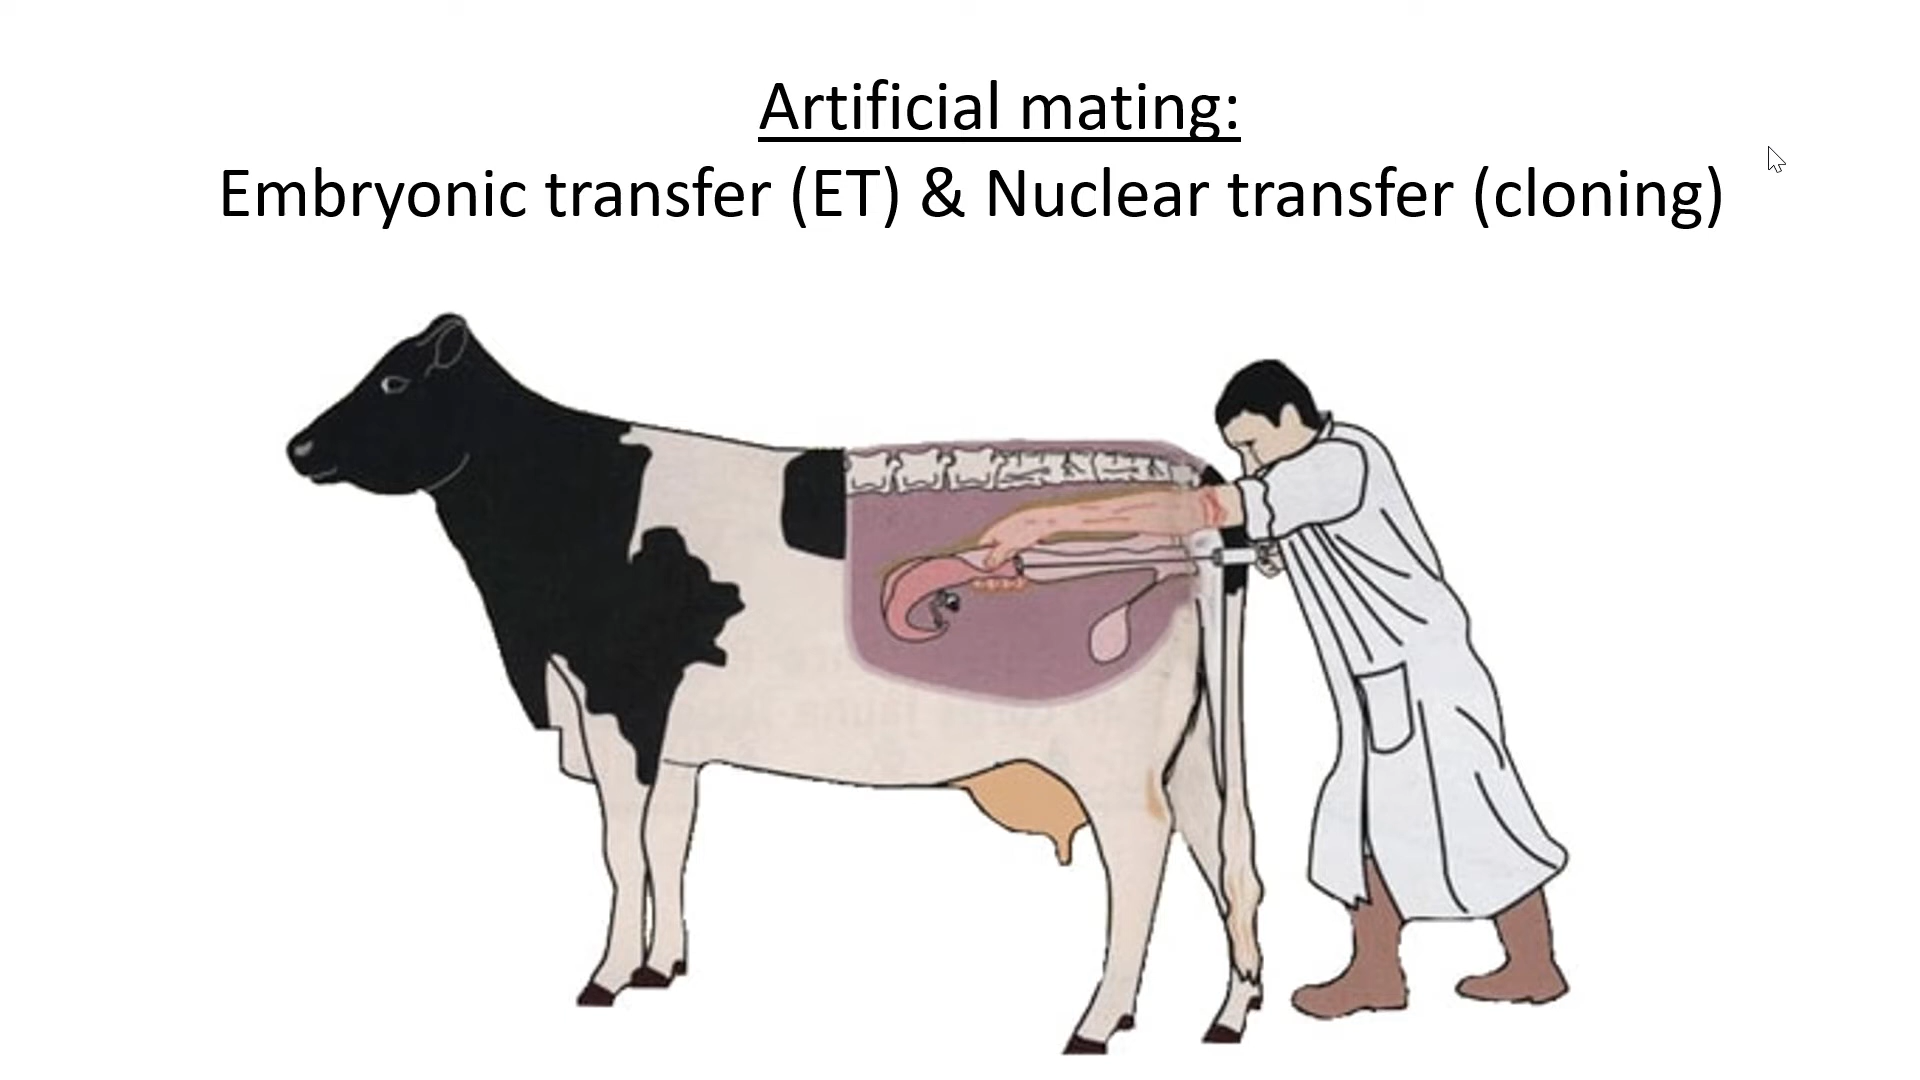 Artificial mating:
Embryonic transfer (ET) & Nuclear transfer (cloning)